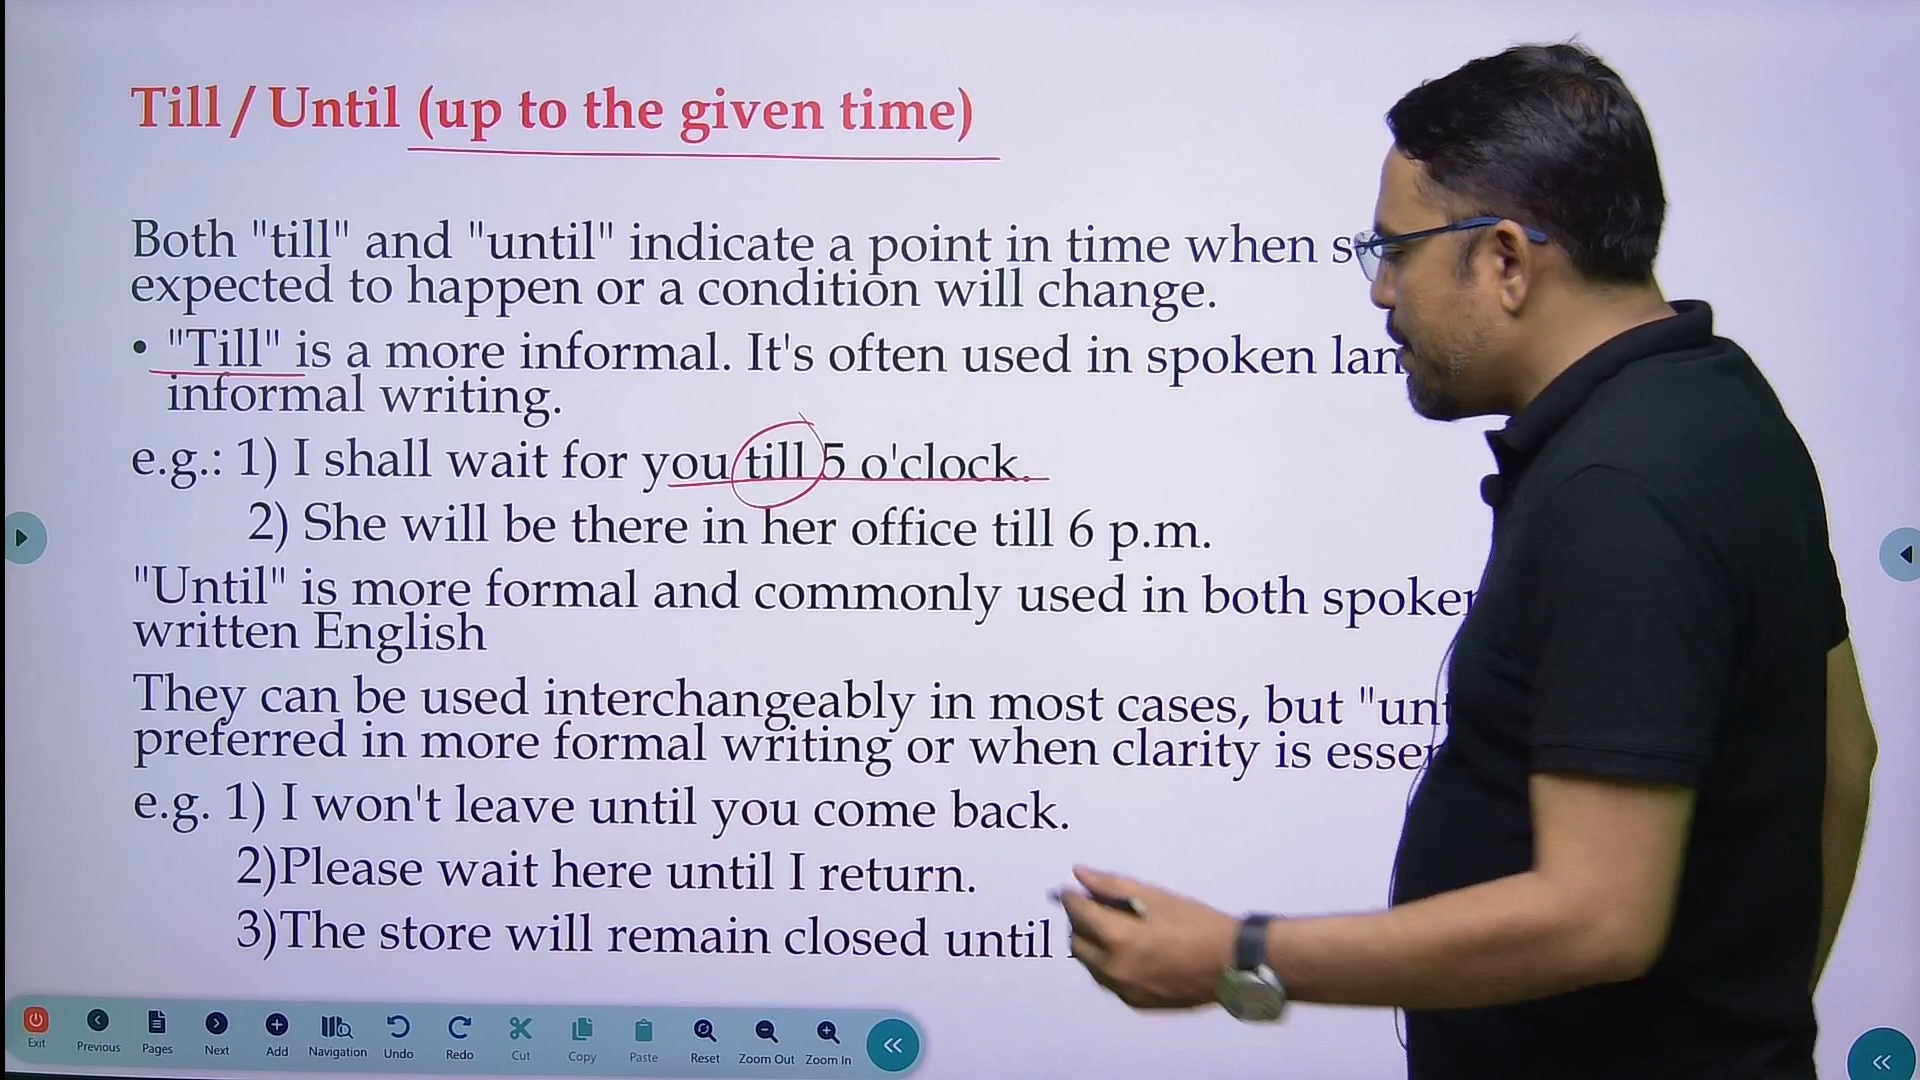 Till / Until (up to the given time)
Both "till" and "until" indicate a point in time when
expected to happen or a condition will change.
• "Till" is a more informal. It's often used in spoken
informal writing.
e.g.: 1) I shall wait for you till 5 o'clock.
2) She will be there in her office till 6 p.m.
"Until" is more formal and commonly used in both
written English
They can be used interchangeably in most cases, but
preferred in more formal writing or when clarity is
e.g. 1) I won't leave until you come back.
2)Please wait here until I return.
3)The store will remain closed until
Exit Previous Pages Next Add Navigation Undo Redo Cut Copy Paste Reset Zoom Out Zoom In